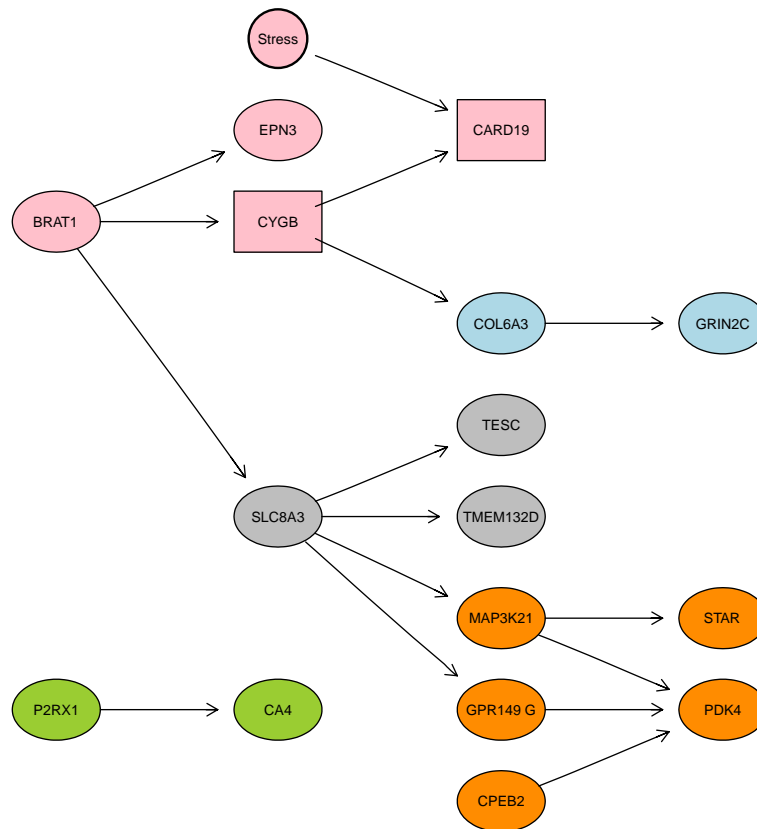 Stress
EPN3
CARD19
BRAT1
CYGB
COL6A3
GRIN2C
TESC
SLC8A3
TMEM132D
MAP3K21
STAR
P2RX1
CA4
GPR149 G
PDK4
CPEB2